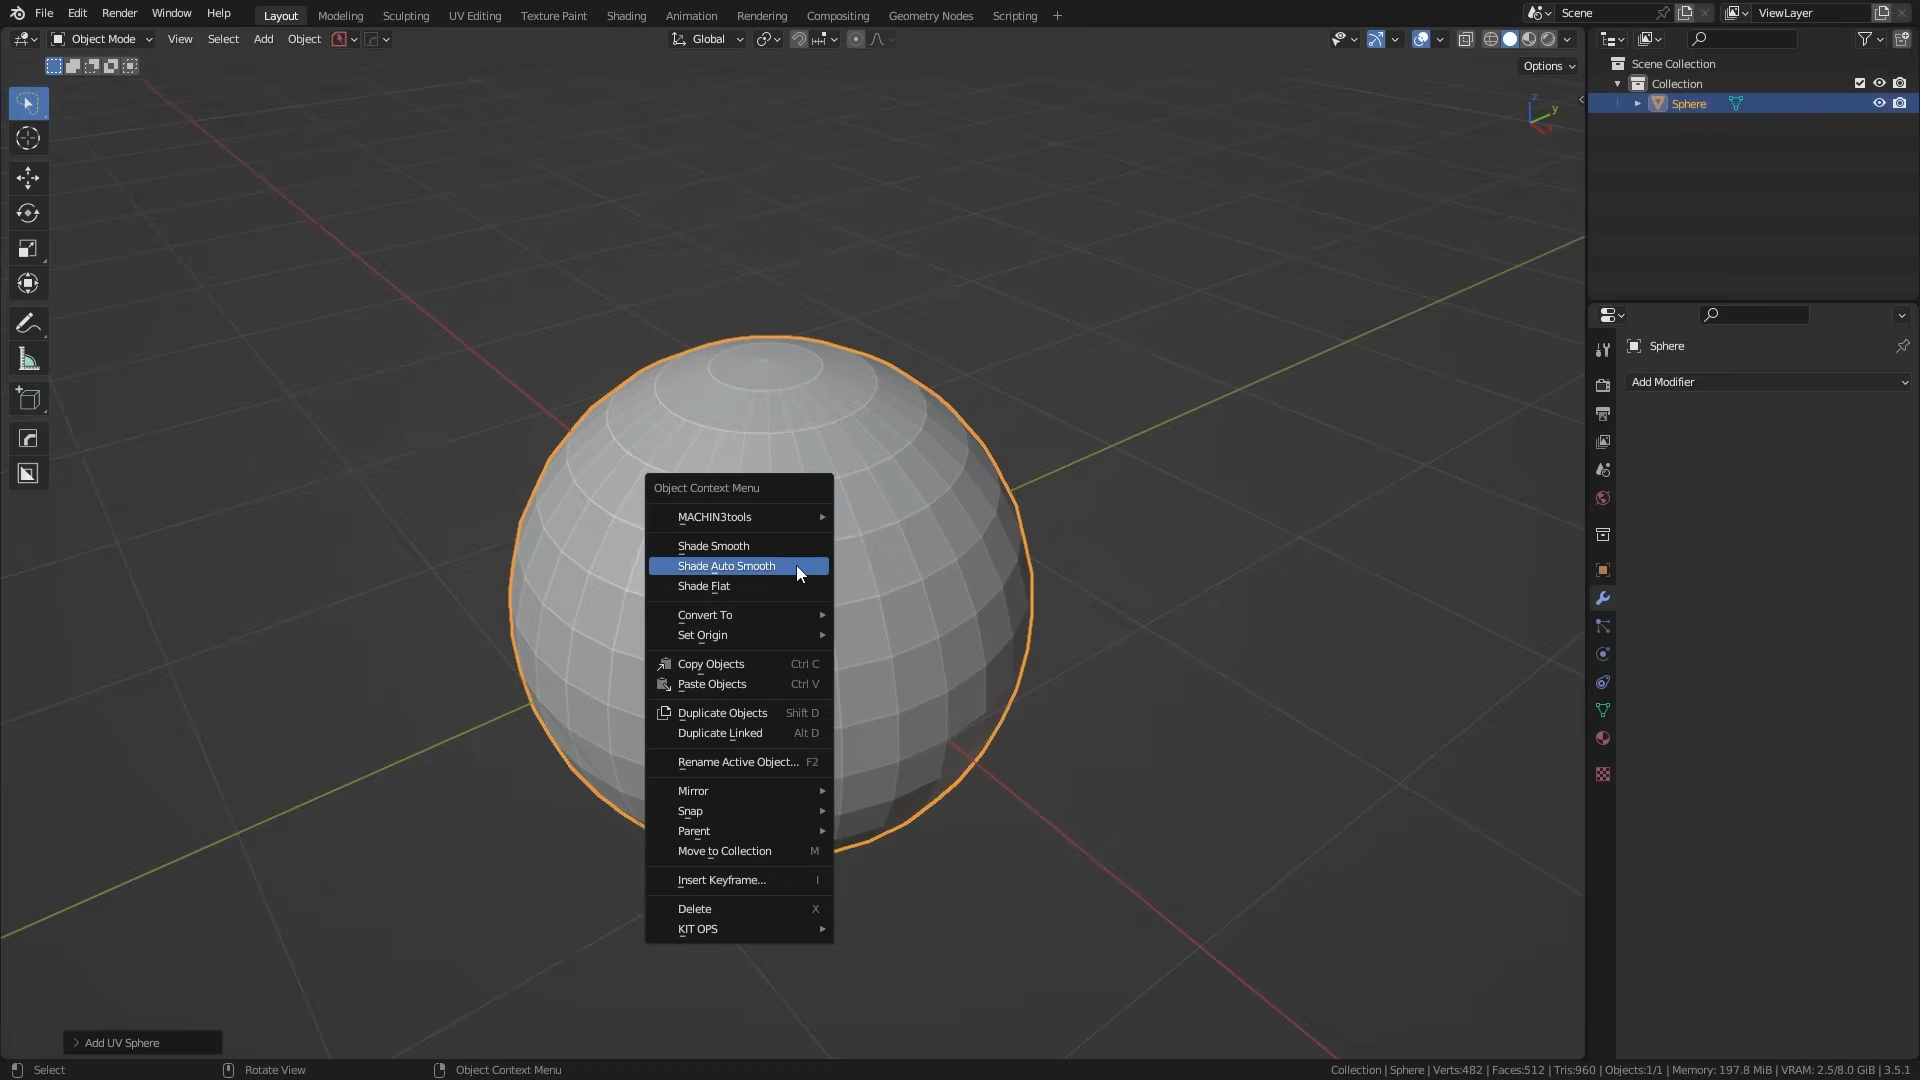 File Edit Render Window Help Layout Modeling Sculpting UV Editing Texture Paint Shading Animation Rendering Compositing Geometry Nodes Scripting + Scene ViewLayer
Object Mode View Select Add Object Global
Options
Z
Y
X
Scene Collection
Collection
Sphere
Sphere
Add Modifier
Object Context Menu
MACHIN3tools
Shade Smooth
Shade Auto Smooth
Shade Flat
Convert To
Set Origin
Copy Objects Ctrl C
Paste Objects Ctrl V
Duplicate Objects Shift D
Duplicate Linked Alt D
Rename Active Object... F2
Mirror
Snap
Parent
Move to Collection M
Insert Keyframe... I
Delete X
KIT OPS
Add UV Sphere
Select Rotate View Object Context Menu Collection | Sphere | Verts:482 | Faces:512 | Tris:960 | Objects:1/1 | Memory: 197.8 MiB | VRAM: 2.5/8.0 GiB | 3.5.1